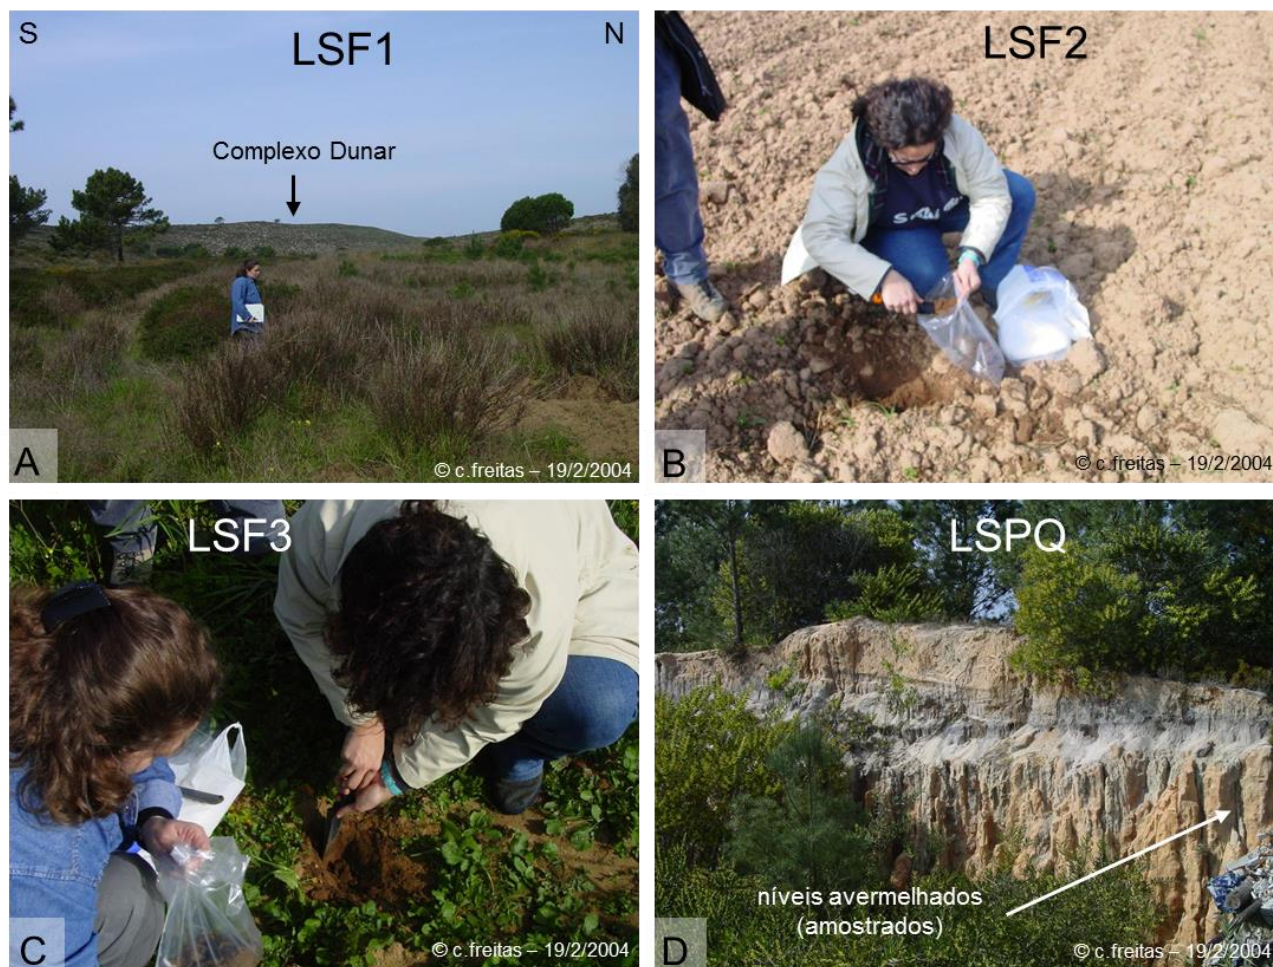 S
LSF1
N
Complexo Dunar
A
© c.freitas – 19/2/2004
LSF2
B
© c.freitas – 19/2/2004
LSF3
C
© c.freitas – 19/2/2004
LSPQ
níveis avermelhados
(amostrados)
D
© c.freitas – 19/2/2004